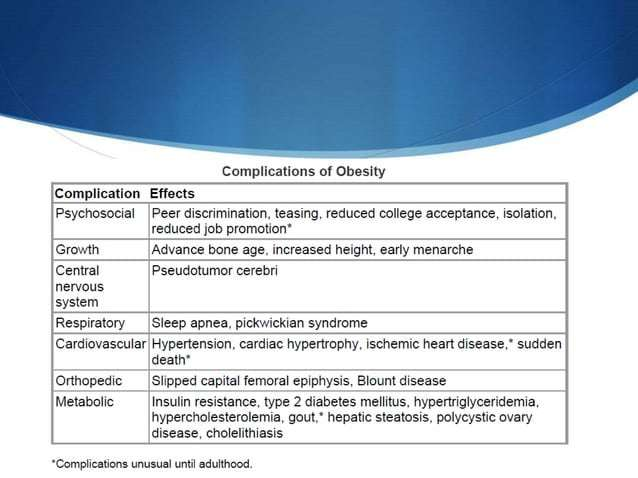 Complications of Obesity
Complication Effects
Psychosocial Peer discrimination, teasing, reduced college acceptance, isolation,
reduced job promotion*
Growth Advance bone age, increased height, early menarche
Central Pseudotumor cerebri
nervous
system
Respiratory Sleep apnea, pickwickian syndrome
Cardiovascular Hypertension, cardiac hypertrophy, ischemic heart disease,* sudden
death*
Orthopedic Slipped capital femoral epiphysis, Blount disease
Metabolic Insulin resistance, type 2 diabetes mellitus, hypertriglyceridemia,
hypercholesterolemia, gout,* hepatic steatosis, polycystic ovary
disease, cholelithiasis
*Complications unusual until adulthood.